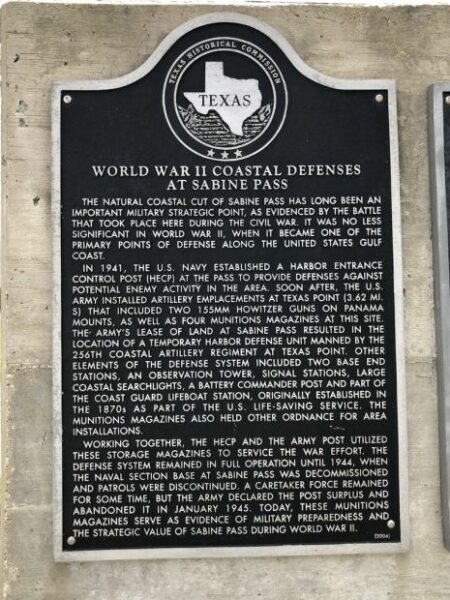 TEXAS HISTORICAL COMMISSION
TEXAS
WORLD WAR II COASTAL DEFENSES
AT SABINE PASS
THE NATURAL COASTAL CUT OF SABINE PASS HAS LONG BEEN AN
IMPORTANT MILITARY STRATEGIC POINT, AS EVIDENCED BY THE BATTLE
THAT TOOK PLACE HERE DURING THE CIVIL WAR. IT WAS NO LESS
SIGNIFICANT IN WORLD WAR II, WHEN IT BECAME ONE OF THE
PRIMARY POINTS OF DEFENSE ALONG THE UNITED STATES GULF
COAST.
IN 1941, THE U.S. NAVY ESTABLISHED A HARBOR ENTRANCE
CONTROL POST (HECP) AT THE PASS TO PROVIDE DEFENSES AGAINST
POTENTIAL ENEMY ACTIVITY IN THE AREA. SOON AFTER, THE U.S.
ARMY INSTALLED ARTILLERY EMPLACEMENTS AT TEXAS POINT (3.62 MI.
S) THAT INCLUDED TWO 155MM HOWITZER GUNS ON PANAMA
MOUNTS, AS WELL AS FOUR MUNITIONS MAGAZINES AT THIS SITE.
THE ARMY'S LEASE OF LAND AT SABINE PASS RESULTED IN THE
LOCATION OF A TEMPORARY HARBOR DEFENSE UNIT MANNED BY THE
256TH COASTAL ARTILLERY REGIMENT AT TEXAS POINT. OTHER
ELEMENTS OF THE DEFENSE SYSTEM INCLUDED TWO BASE END
STATIONS, AN OBSERVATION TOWER, SIGNAL STATIONS, LARGE
COASTAL SEARCHLIGHTS, A BATTERY COMMANDER POST AND PART OF
THE COAST GUARD LIFEBOAT STATION, ORIGINALLY ESTABLISHED IN
THE 1870s AS PART OF THE U.S. LIFE-SAVING SERVICE. THE
MUNITIONS MAGAZINES ALSO HELD OTHER ORDNANCE FOR AREA
INSTALLATIONS.
WORKING TOGETHER, THE HECP AND THE ARMY POST UTILIZED
THESE STORAGE MAGAZINES TO SERVICE THE WAR EFFORT. THE
DEFENSE SYSTEM REMAINED IN FULL OPERATION UNTIL 1944, WHEN
THE NAVAL SECTION BASE AT SABINE PASS WAS DECOMMISSIONED
AND PATROLS WERE DISCONTINUED. A CARETAKER FORCE REMAINED
FOR SOME TIME, BUT THE ARMY DECLARED THE POST SURPLUS AND
ABANDONED IT IN JANUARY 1945. TODAY, THESE MUNITIONS
MAGAZINES SERVE AS EVIDENCE OF MILITARY PREPAREDNESS AND
THE STRATEGIC VALUE OF SABINE PASS DURING WORLD WAR II.
(2004)